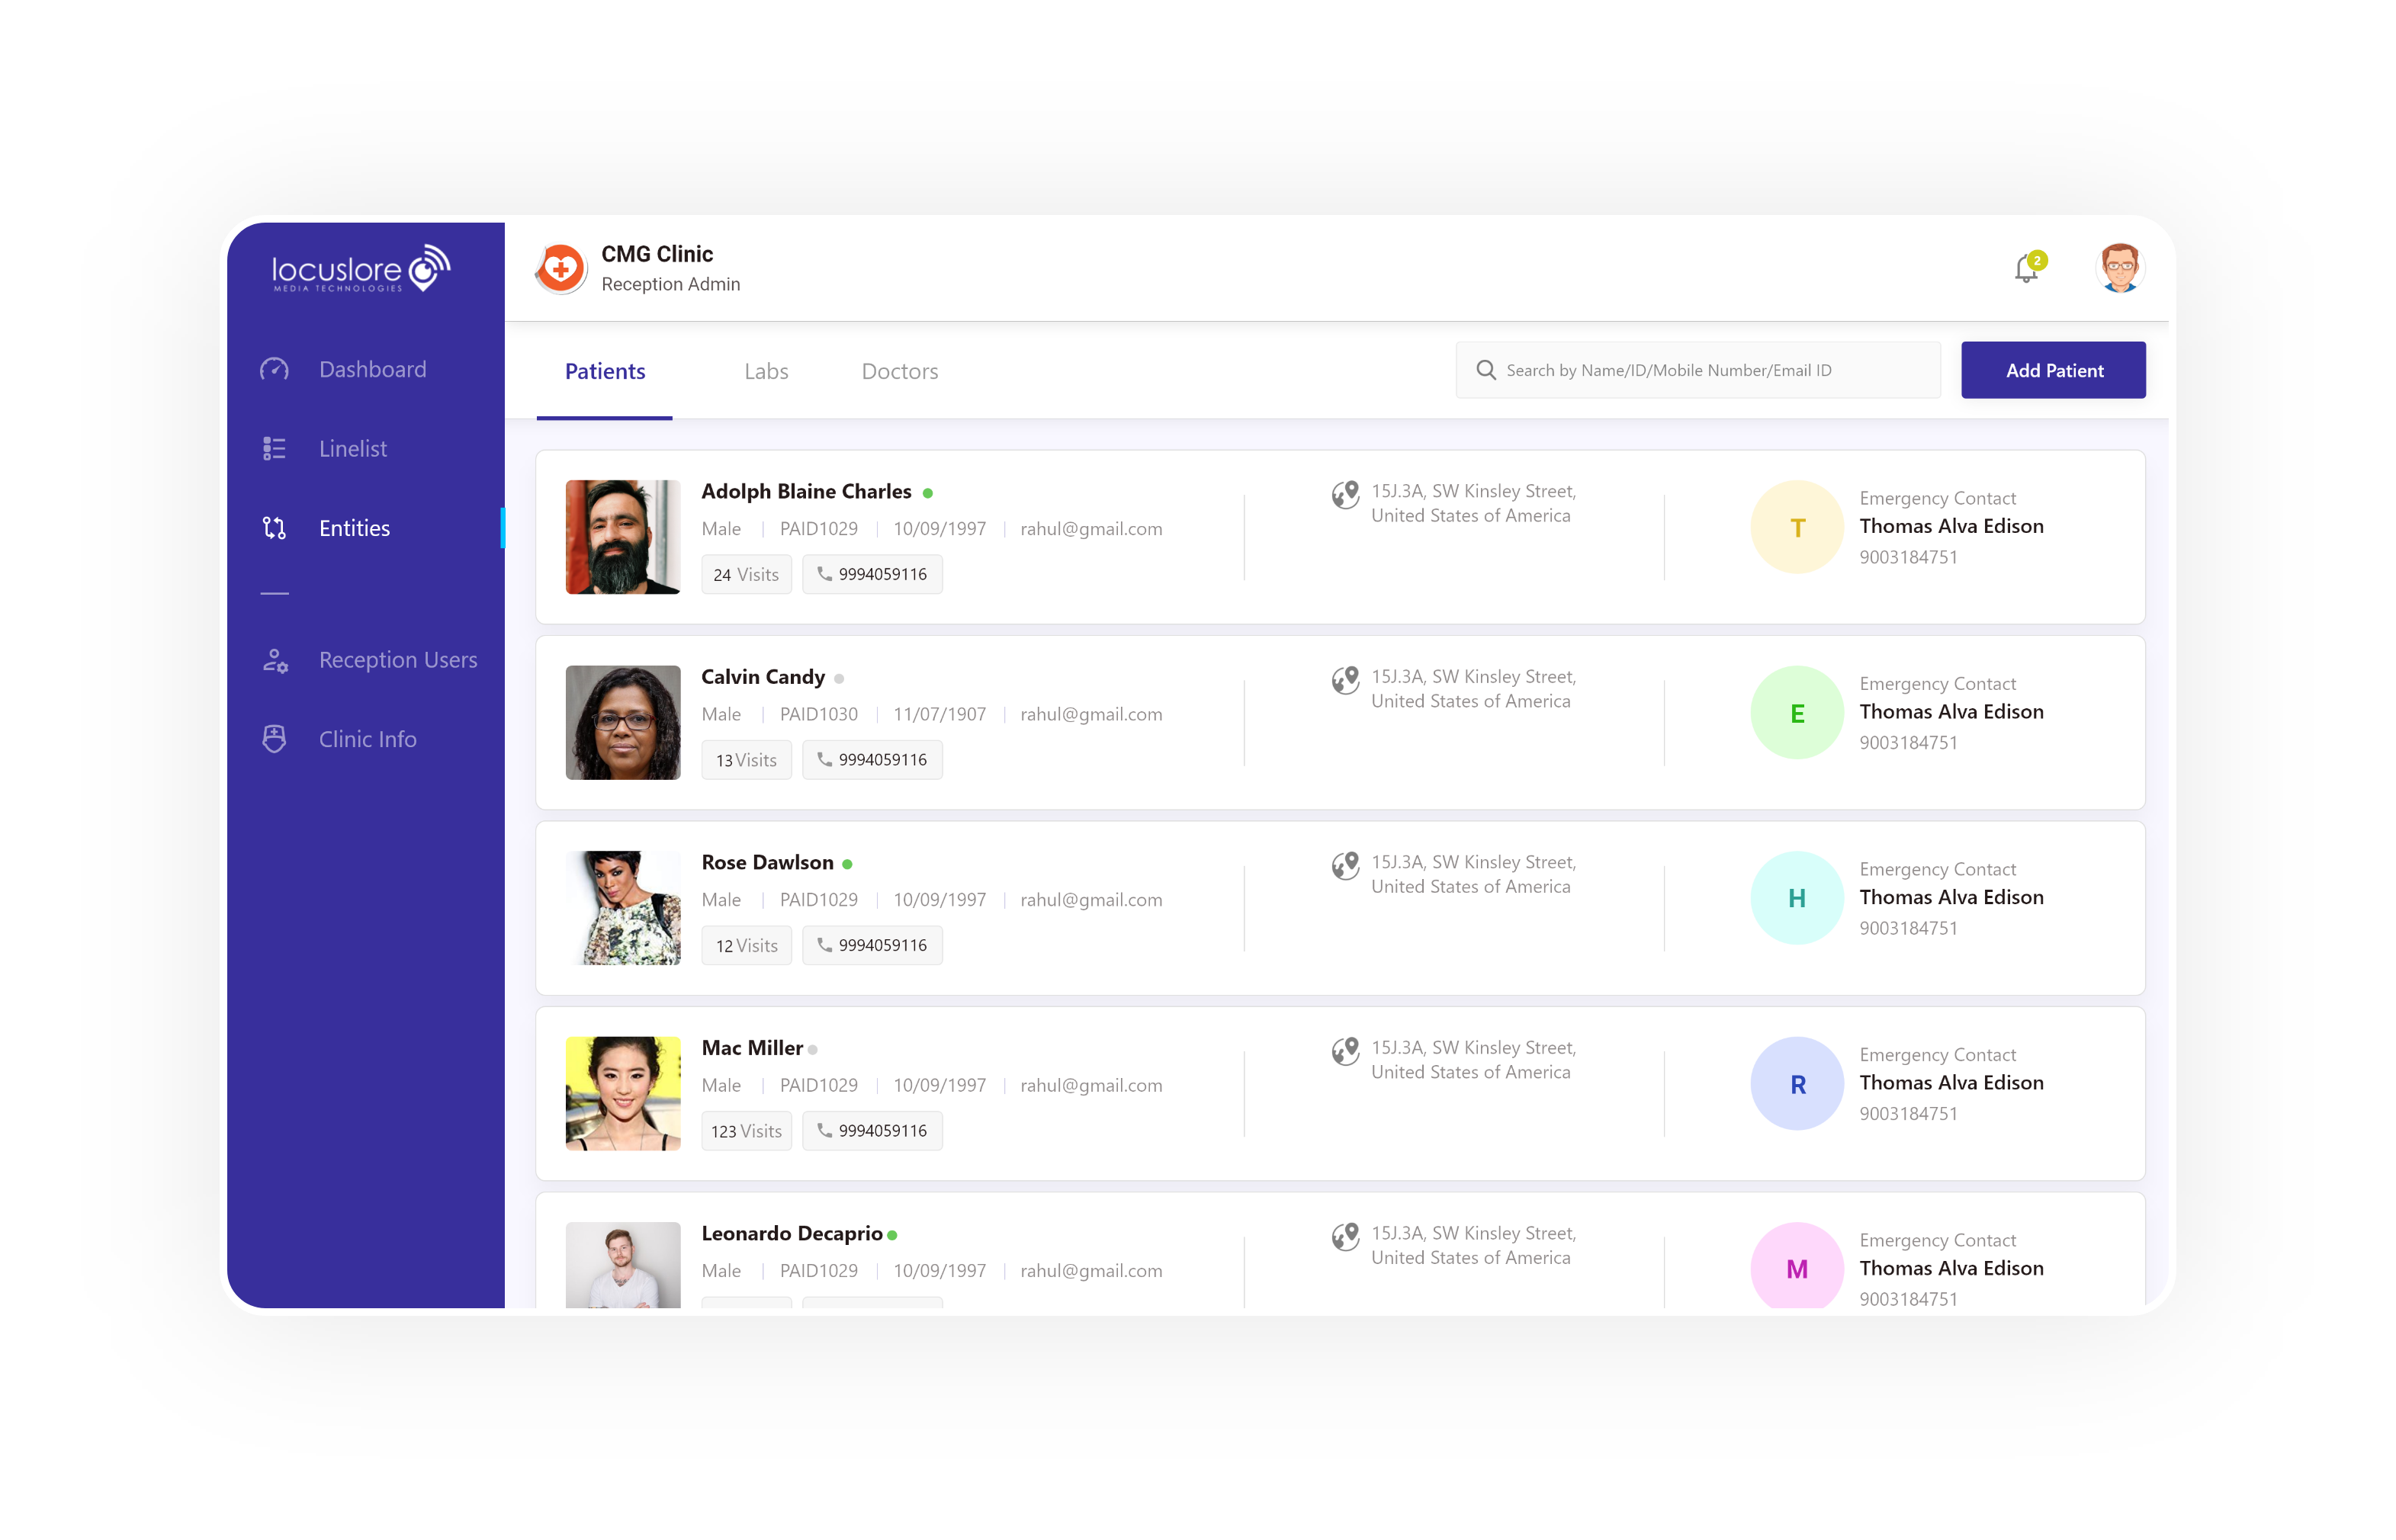 locuslore
MEDIA TECHNOLOGIES
Dashboard
Linelist
Entities
Reception Users
Clinic Info
CMG Clinic
Reception Admin
2
Patients
Labs
Doctors
Search by Name/ID/Mobile Number/Email ID
Add Patient
Adolph Blaine Charles
Male | PAID1029 | 10/09/1997 | rahul@gmail.com
24 Visits
9994059116
15J.3A, SW Kinsley Street,
United States of America
T
Emergency Contact
Thomas Alva Edison
9003184751
Calvin Candy
Male | PAID1030 | 11/07/1907 | rahul@gmail.com
13 Visits
9994059116
15J.3A, SW Kinsley Street,
United States of America
E
Emergency Contact
Thomas Alva Edison
9003184751
Rose Dawlson
Male | PAID1029 | 10/09/1997 | rahul@gmail.com
12 Visits
9994059116
15J.3A, SW Kinsley Street,
United States of America
H
Emergency Contact
Thomas Alva Edison
9003184751
Mac Miller
Male | PAID1029 | 10/09/1997 | rahul@gmail.com
123 Visits
9994059116
15J.3A, SW Kinsley Street,
United States of America
R
Emergency Contact
Thomas Alva Edison
9003184751
Leonardo Decaprio
Male | PAID1029 | 10/09/1997 | rahul@gmail.com
15J.3A, SW Kinsley Street,
United States of America
M
Emergency Contact
Thomas Alva Edison
9003184751